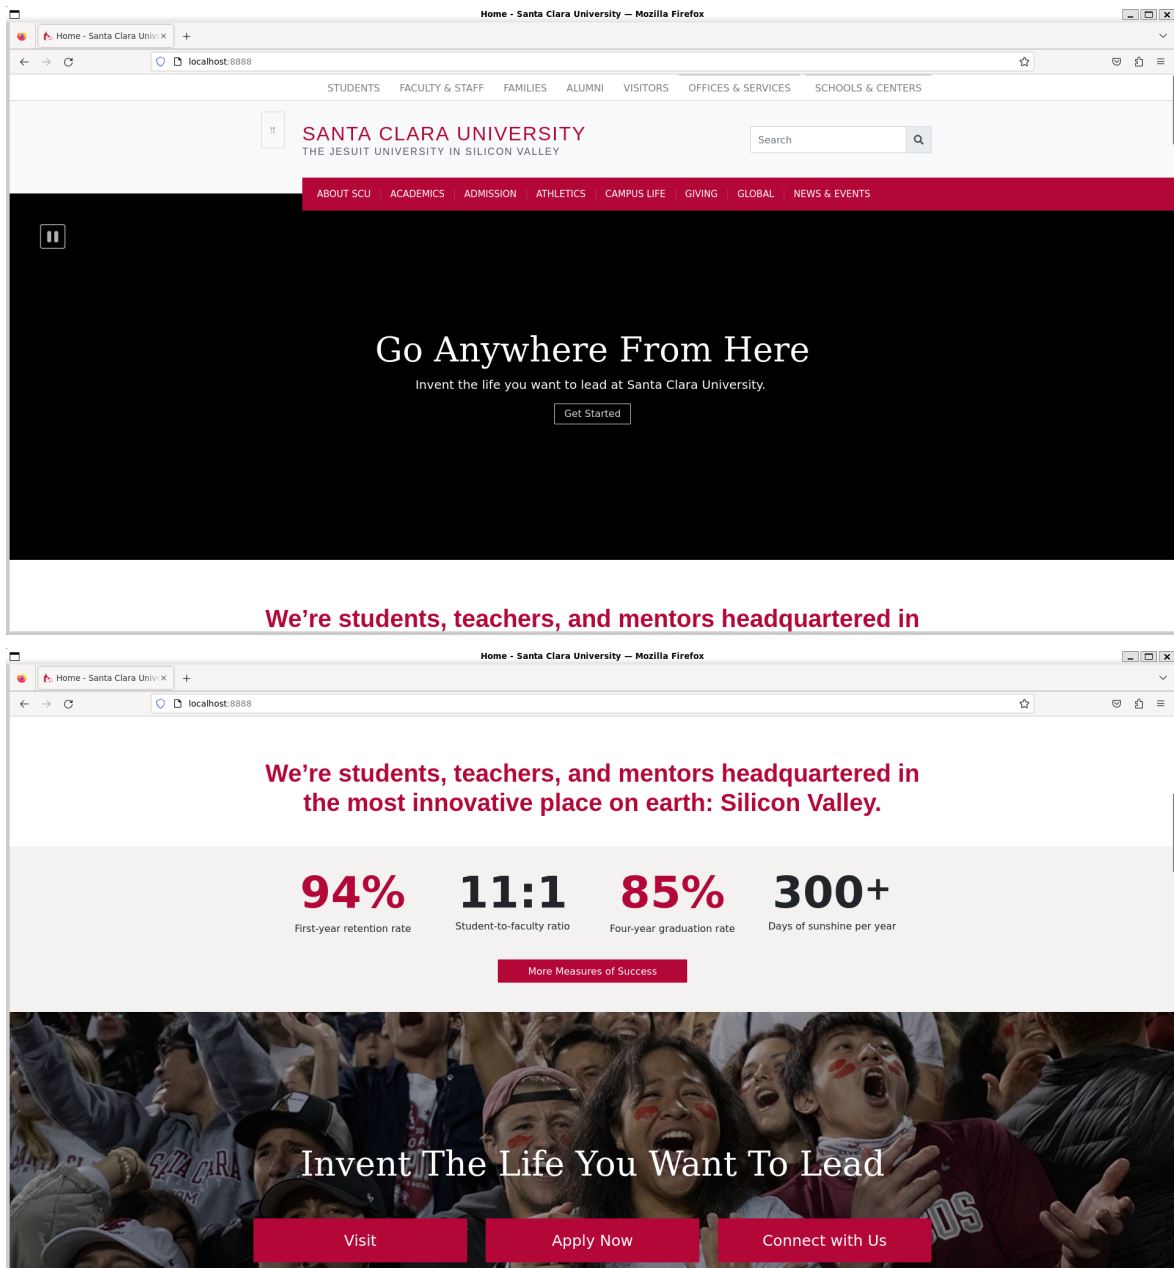 Home - Santa Clara University — Mozilla Firefox
Home - Santa Clara Univ
localhost:8888
STUDENTS FACULTY & STAFF FAMILIES ALUMNI VISITORS OFFICES & SERVICES SCHOOLS & CENTERS
SANTA CLARA UNIVERSITY
THE JESUIT UNIVERSITY IN SILICON VALLEY
Search
ABOUT SCU ACADEMICS ADMISSION ATHLETICS CAMPUS LIFE GIVING GLOBAL NEWS & EVENTS
Go Anywhere From Here
Invent the life you want to lead at Santa Clara University.
Get Started
We’re students, teachers, and mentors headquartered in
Home - Santa Clara University — Mozilla Firefox
Home - Santa Clara Univ
localhost:8888
We’re students, teachers, and mentors headquartered in
the most innovative place on earth: Silicon Valley.
94% 11:1 85% 300+
First-year retention rate Student-to-faculty ratio Four-year graduation rate Days of sunshine per year
More Measures of Success
SANTA CLARA
Invent The Life You Want To Lead
Visit Apply Now Connect with Us